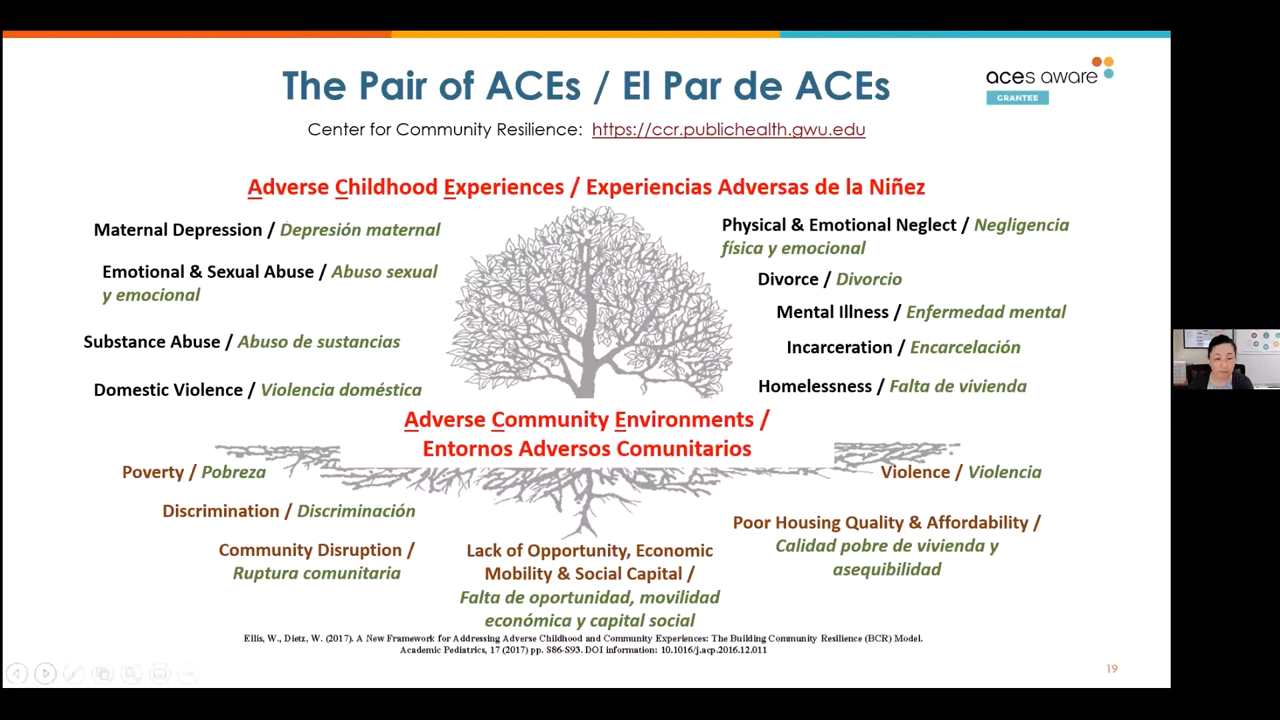 The Pair of ACEs / El Par de ACEs
aces aware
GRANTEE
Center for Community Resilience: https://ccr.publichealth.gwu.edu
Adverse Childhood Experiences / Experiencias Adversas de la Niñez
Maternal Depression / Depresión maternal
Emotional & Sexual Abuse / Abuso sexual
y emocional
Substance Abuse / Abuso de sustancias
Domestic Violence / Violencia doméstica
Physical & Emotional Neglect / Negligencia
física y emocional
Divorce / Divorcio
Mental Illness / Enfermedad mental
Incarceration / Encarcelación
Homelessness / Falta de vivienda
Adverse Community Environments /
Entornos Adversos Comunitarios
Poverty / Pobreza
Discrimination / Discriminación
Community Disruption /
Ruptura comunitaria
Lack of Opportunity, Economic
Mobility & Social Capital /
Falta de oportunidad, movilidad
económica y capital social
Violence / Violencia
Poor Housing Quality & Affordability /
Calidad pobre de vivienda y
asequibilidad
Ellis, W., Dietz, W. (2017). A New Framework for Addressing Adverse Childhood and Community Experiences: The Building Community Resilience (BCR) Model.
Academic Pediatrics, 17 (2017) pp. S86-S93. DOI information: 10.1016/j.acp.2016.12.011
19